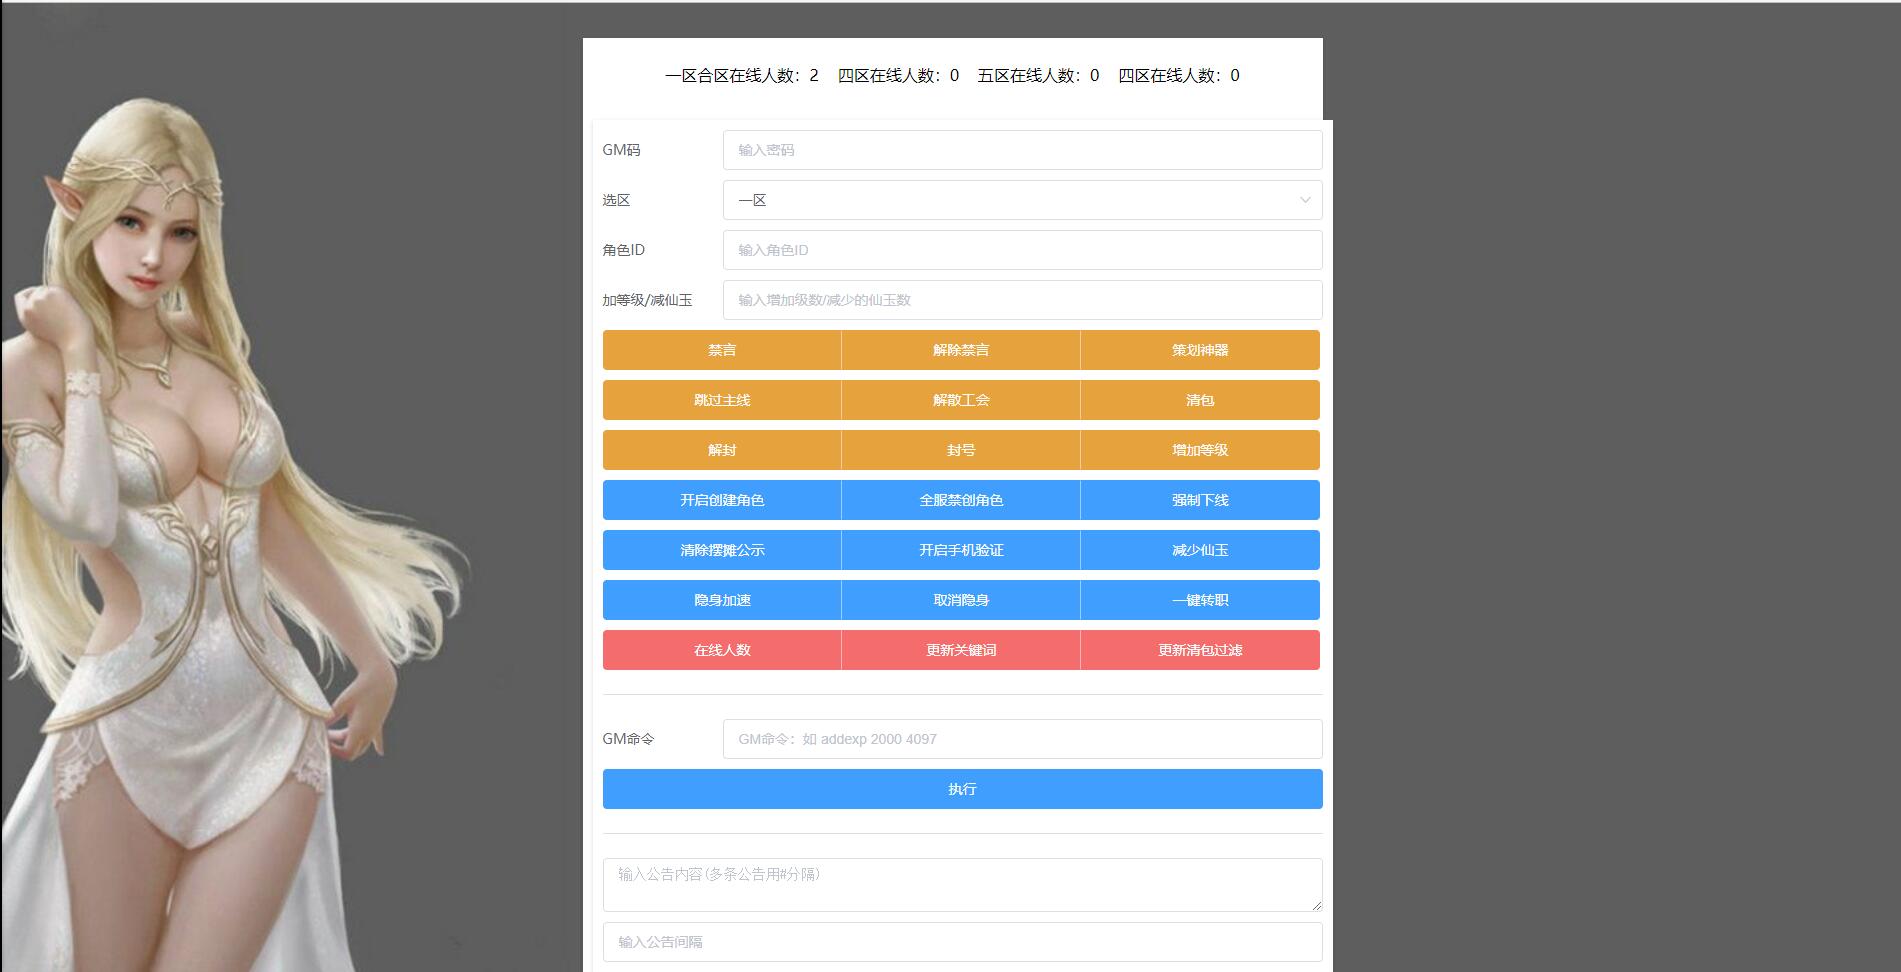 一区合区在线人数：2 四区在线人数：0 五区在线人数：0 四区在线人数：0
GM码 输入密码
选区 一区
角色ID 输入角色ID
加等级/减仙玉 输入增加级数/减少的仙玉数
禁言 解除禁言 策划神器
跳过主线 解散工会 清包
解封 封号 增加等级
开启创建角色 全服禁创角色 强制下线
清除摆摊公示 开启手机验证 减少仙玉
隐身加速 取消隐身 一键转职
在线人数 更新关键词 更新清包过滤
GM命令 GM命令：如 addexp 2000 4097
执行
输入公告内容(多条公告用#分隔)
输入公告间隔